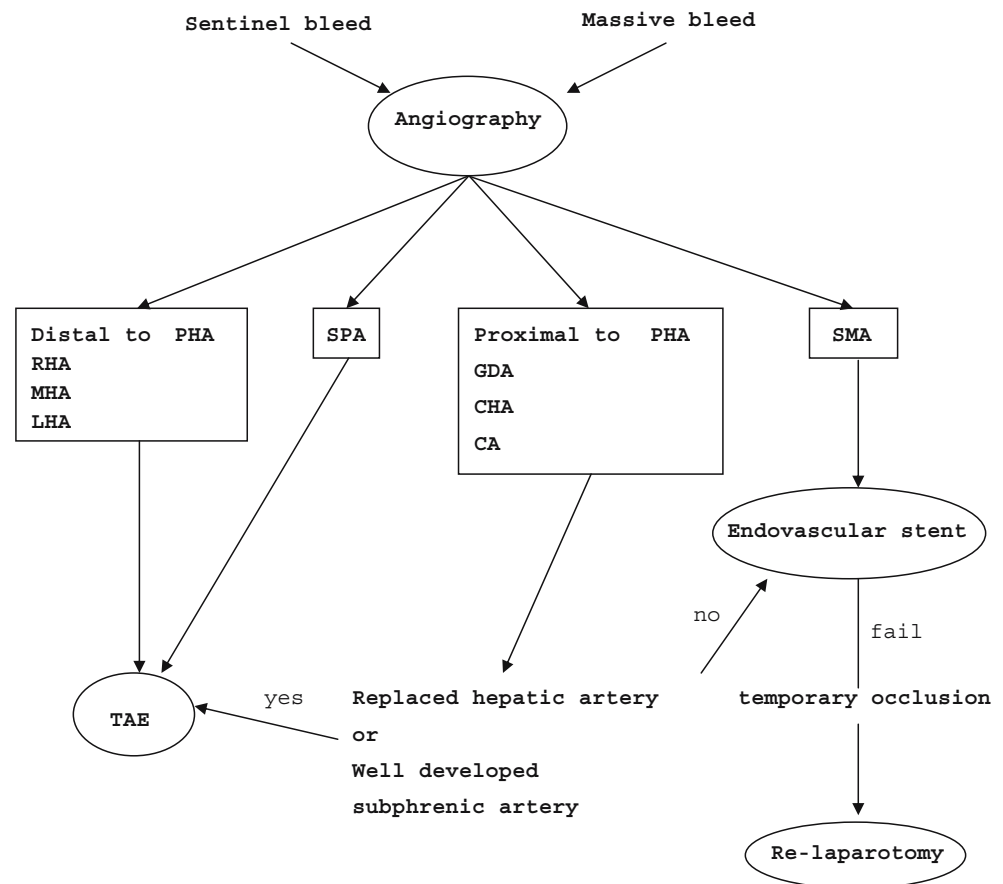 Sentinel bleed
Massive bleed
Angiography
Distal to PHA
RHA
MHA
LHA
SPA
Proximal to PHA
GDA
CHA
CA
SMA
Endovascular stent
no
fail
yes
Replaced hepatic artery
or
Well developed
subphrenic artery
temporary occlusion
TAE
Re-laparotomy